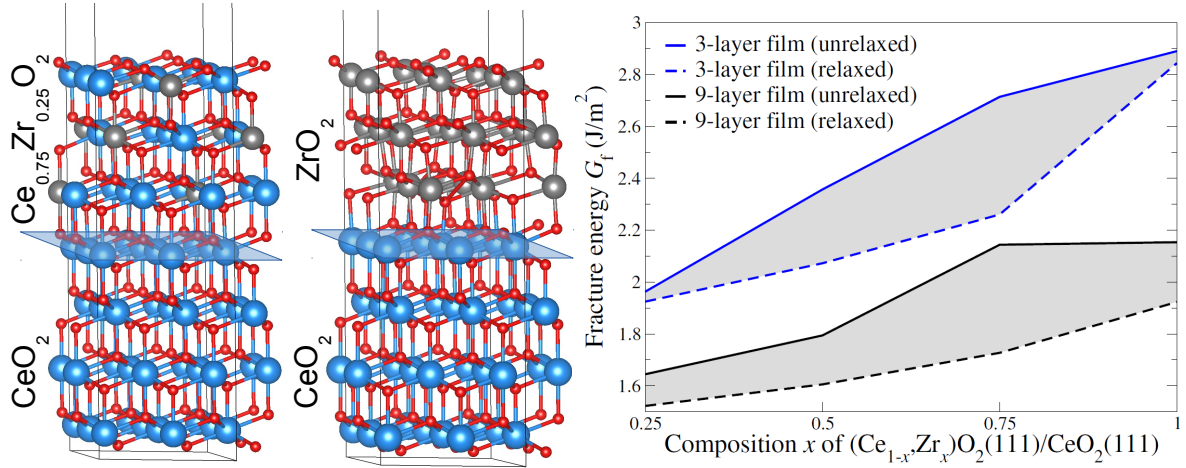 Ce0.75Zr0.25O2
CeO2
ZrO2
CeO2
Fracture energy Gf (J/m2)
3
2.8
2.6
2.4
2.2
2
1.8
1.6
3-layer film (unrelaxed)
3-layer film (relaxed)
9-layer film (unrelaxed)
9-layer film (relaxed)
0.25
0.5
0.75
1
Composition x of (Ce1-x,Zrx)O2(111)/CeO2(111)